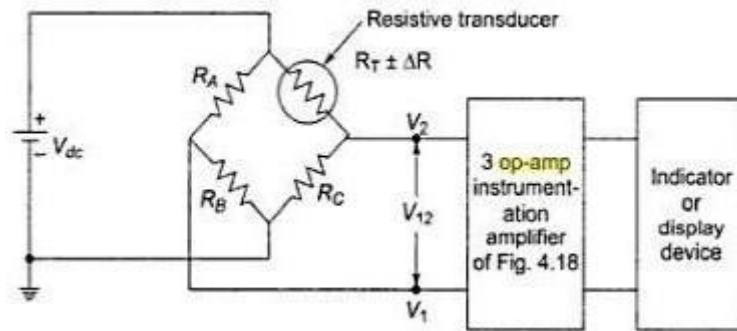 Resistive transducer
R_T ± ΔR
R_A
V_2
+
V_dc
−
3 op-amp
instrument-
ation
amplifier
of Fig. 4.18
Indicator
or
display
device
R_B
R_C
V_12
V_1